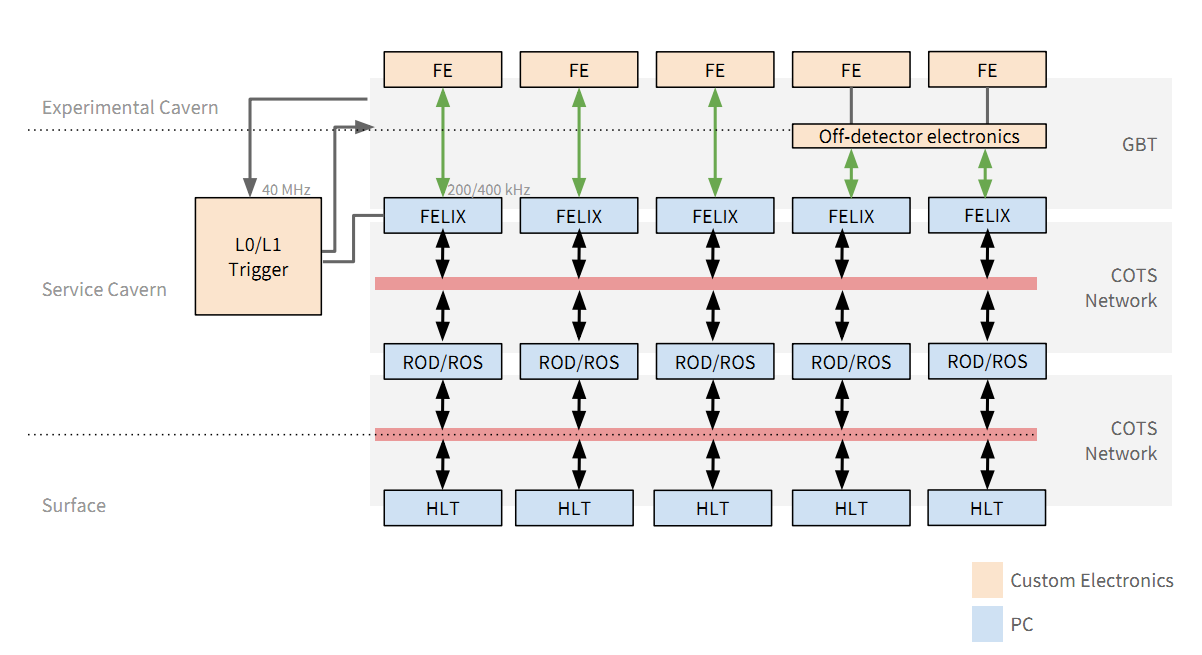 FE FE FE FE FE
Experimental Cavern
Off-detector electronics
GBT
40 MHz
200/400 kHz
FELIX FELIX FELIX FELIX FELIX
L0/L1
Trigger
COTS
Network
Service Cavern
ROD/ROS ROD/ROS ROD/ROS ROD/ROS ROD/ROS
COTS
Network
Surface
HLT HLT HLT HLT HLT
Custom Electronics
PC